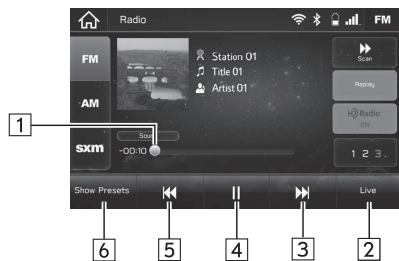 Radio FM
FM
AM
sxm
Station 01
Title 01
Artist 01
Scan
Replay
HD Radio
ON
1 2 3
-00:10
Show Presets
Live
1
6
5
4
3
2